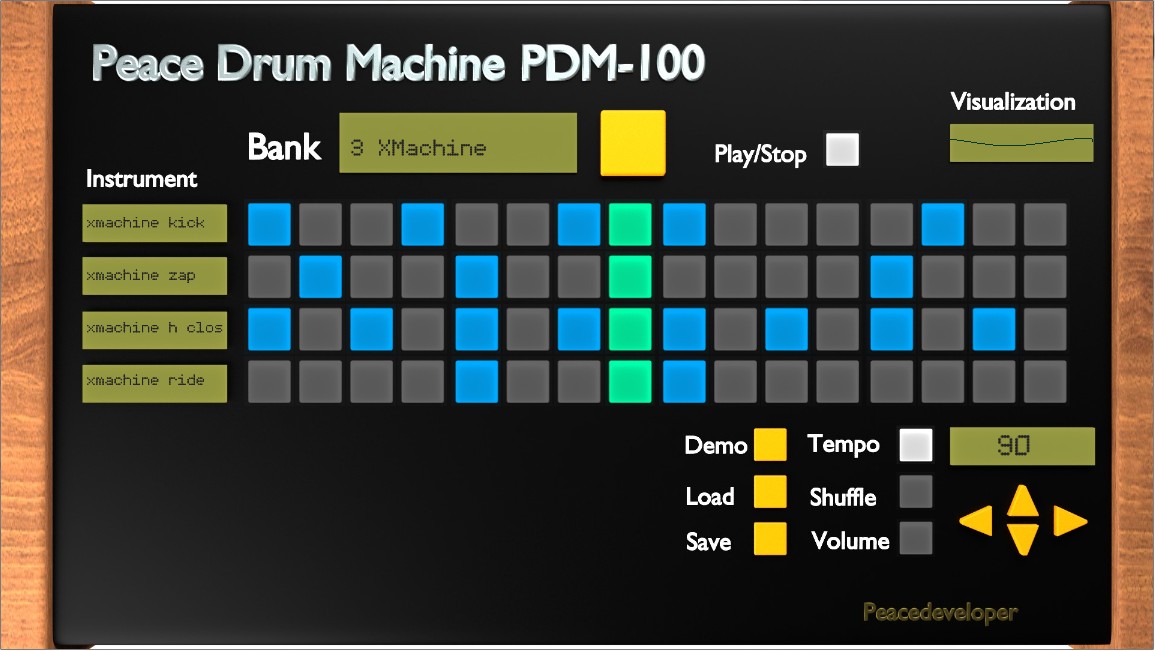 Peace Drum Machine PDM-100
Visualization
Bank 3 XMachine
Play/Stop
Instrument
xmachine kick
xmachine zap
xmachine h clos
xmachine ride
Demo Tempo 90
Load Shuffle
Save Volume
Peacedeveloper